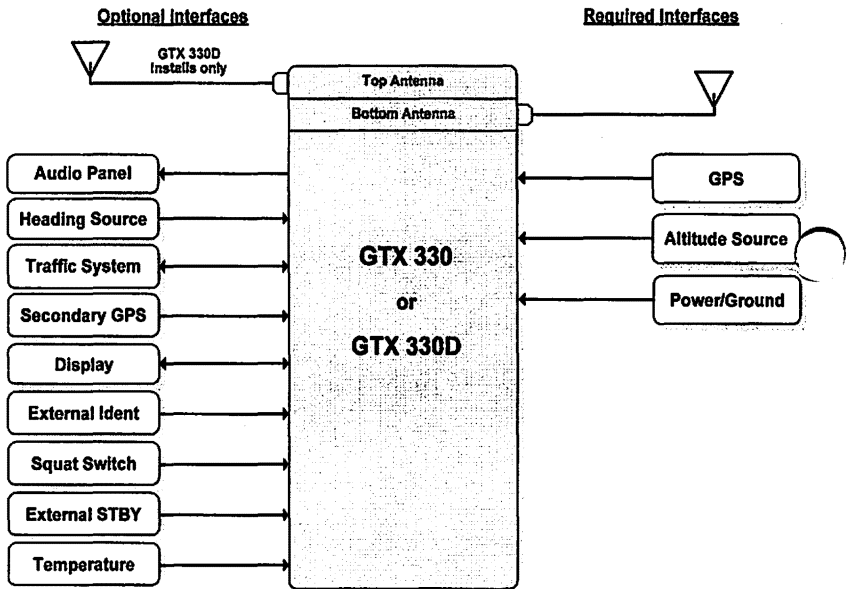 Optional Interfaces
Required Interfaces
GTX 330D
Installs only
Top Antenna
Bottom Antenna
Audio Panel
Heading Source
Traffic System
Secondary GPS
Display
External Ident
Squat Switch
External STBY
Temperature
GTX 330
or
GTX 330D
GPS
Altitude Source
Power/Ground